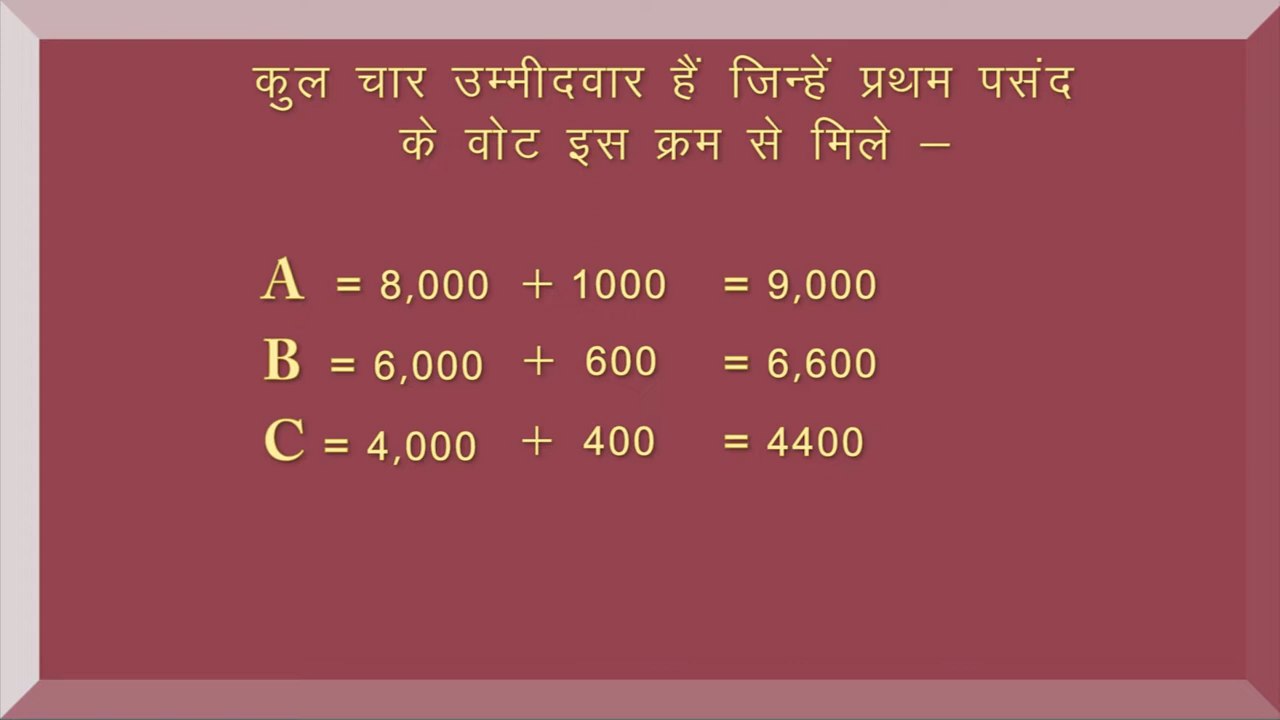 कुल चार उम्मीदवार हैं जिन्हें प्रथम पसंद
के वोट इस क्रम से मिले –
A = 8,000 + 1000 = 9,000
B = 6,000 + 600 = 6,600
C = 4,000 + 400 = 4400